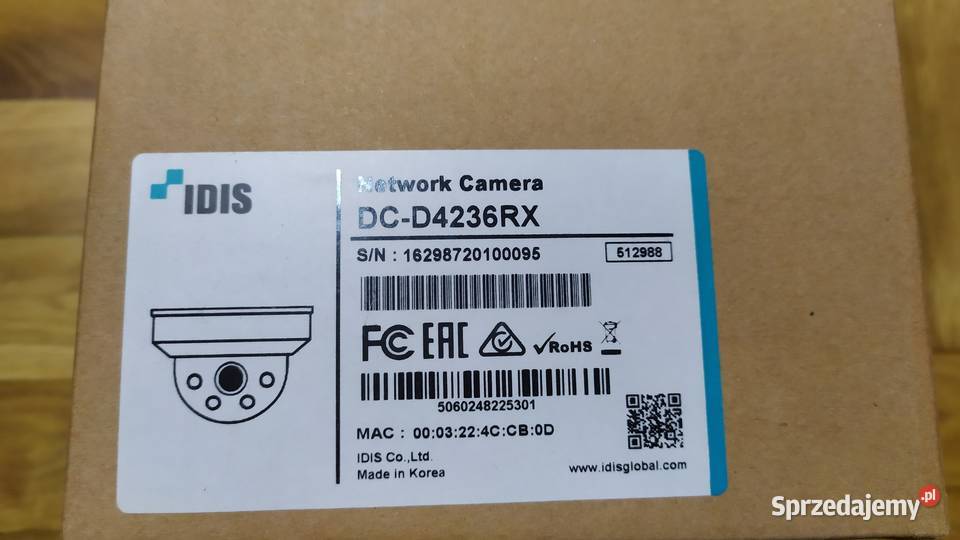 IDIS
Network Camera
DC-D4236RX
S/N : 16298720100095
512988
FC EAC RoHS
5060248225301
MAC : 00:03:22:4C:CB:0D
IDIS Co.,Ltd.
Made in Korea
www.idisglobal.com
Sprzedajemy.pl